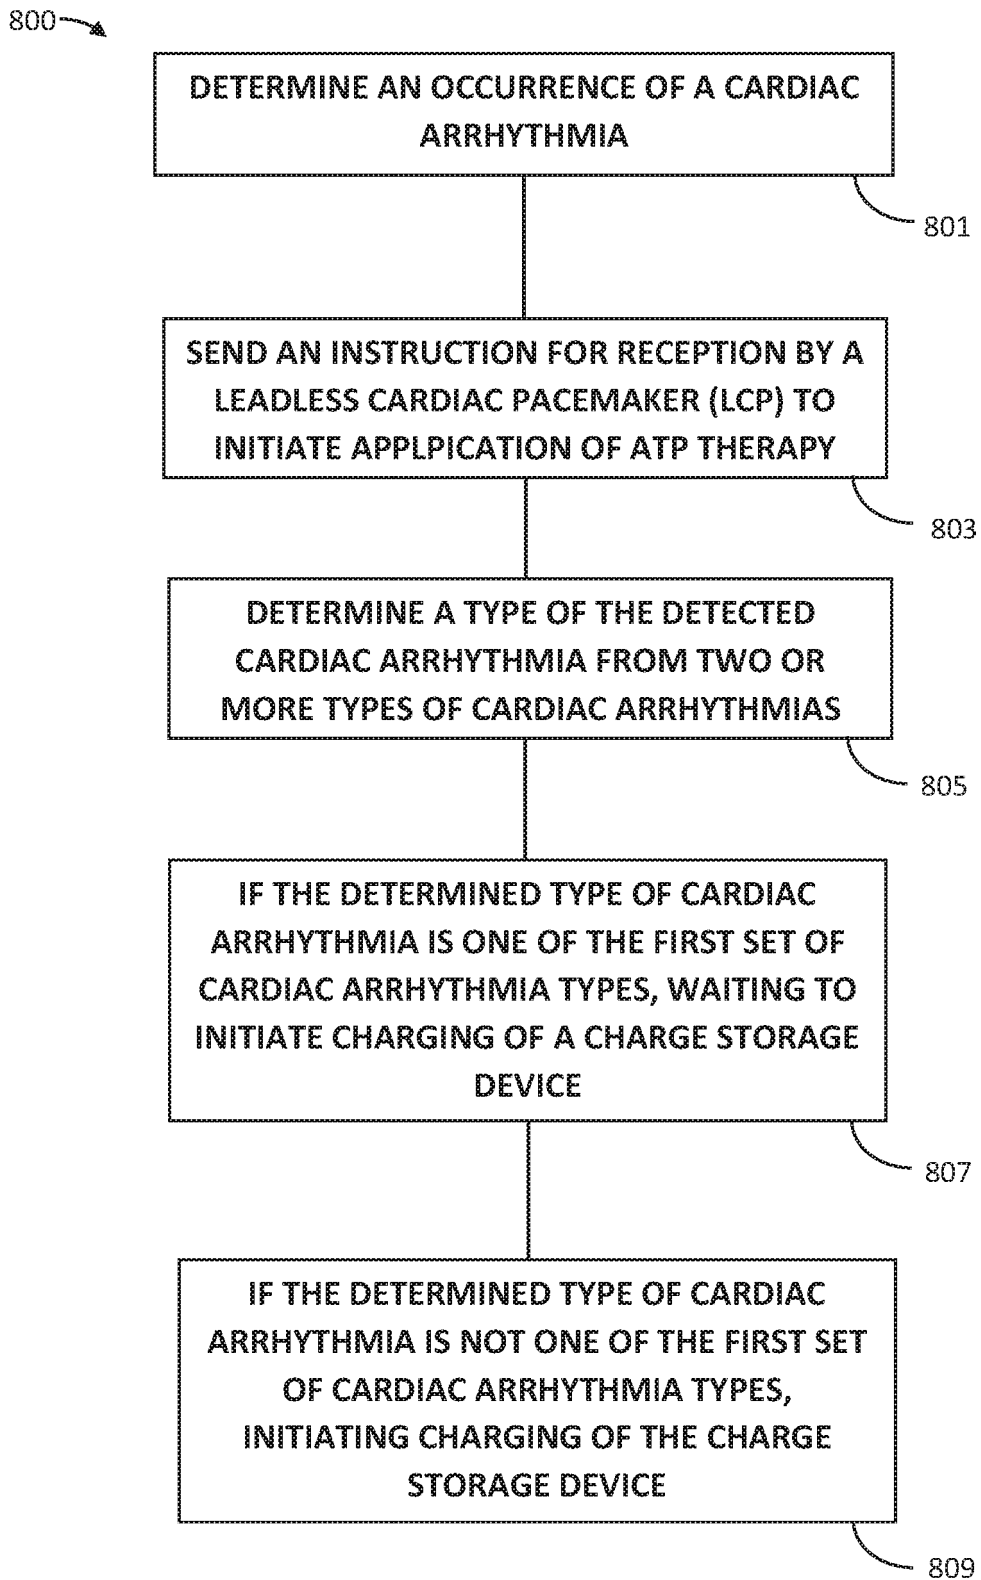 800
DETERMINE AN OCCURRENCE OF A CARDIAC
ARRHYTHMIA
801
SEND AN INSTRUCTION FOR RECEPTION BY A
LEADLESS CARDIAC PACEMAKER (LCP) TO
INITIATE APPLPICATION OF ATP THERAPY
803
DETERMINE A TYPE OF THE DETECTED
CARDIAC ARRHYTHMIA FROM TWO OR
MORE TYPES OF CARDIAC ARRHYTHMIAS
805
IF THE DETERMINED TYPE OF CARDIAC
ARRHYTHMIA IS ONE OF THE FIRST SET OF
CARDIAC ARRHYTHMIA TYPES, WAITING TO
INITIATE CHARGING OF A CHARGE STORAGE
DEVICE
807
IF THE DETERMINED TYPE OF CARDIAC
ARRHYTHMIA IS NOT ONE OF THE FIRST SET
OF CARDIAC ARRHYTHMIA TYPES,
INITIATING CHARGING OF THE CHARGE
STORAGE DEVICE
809